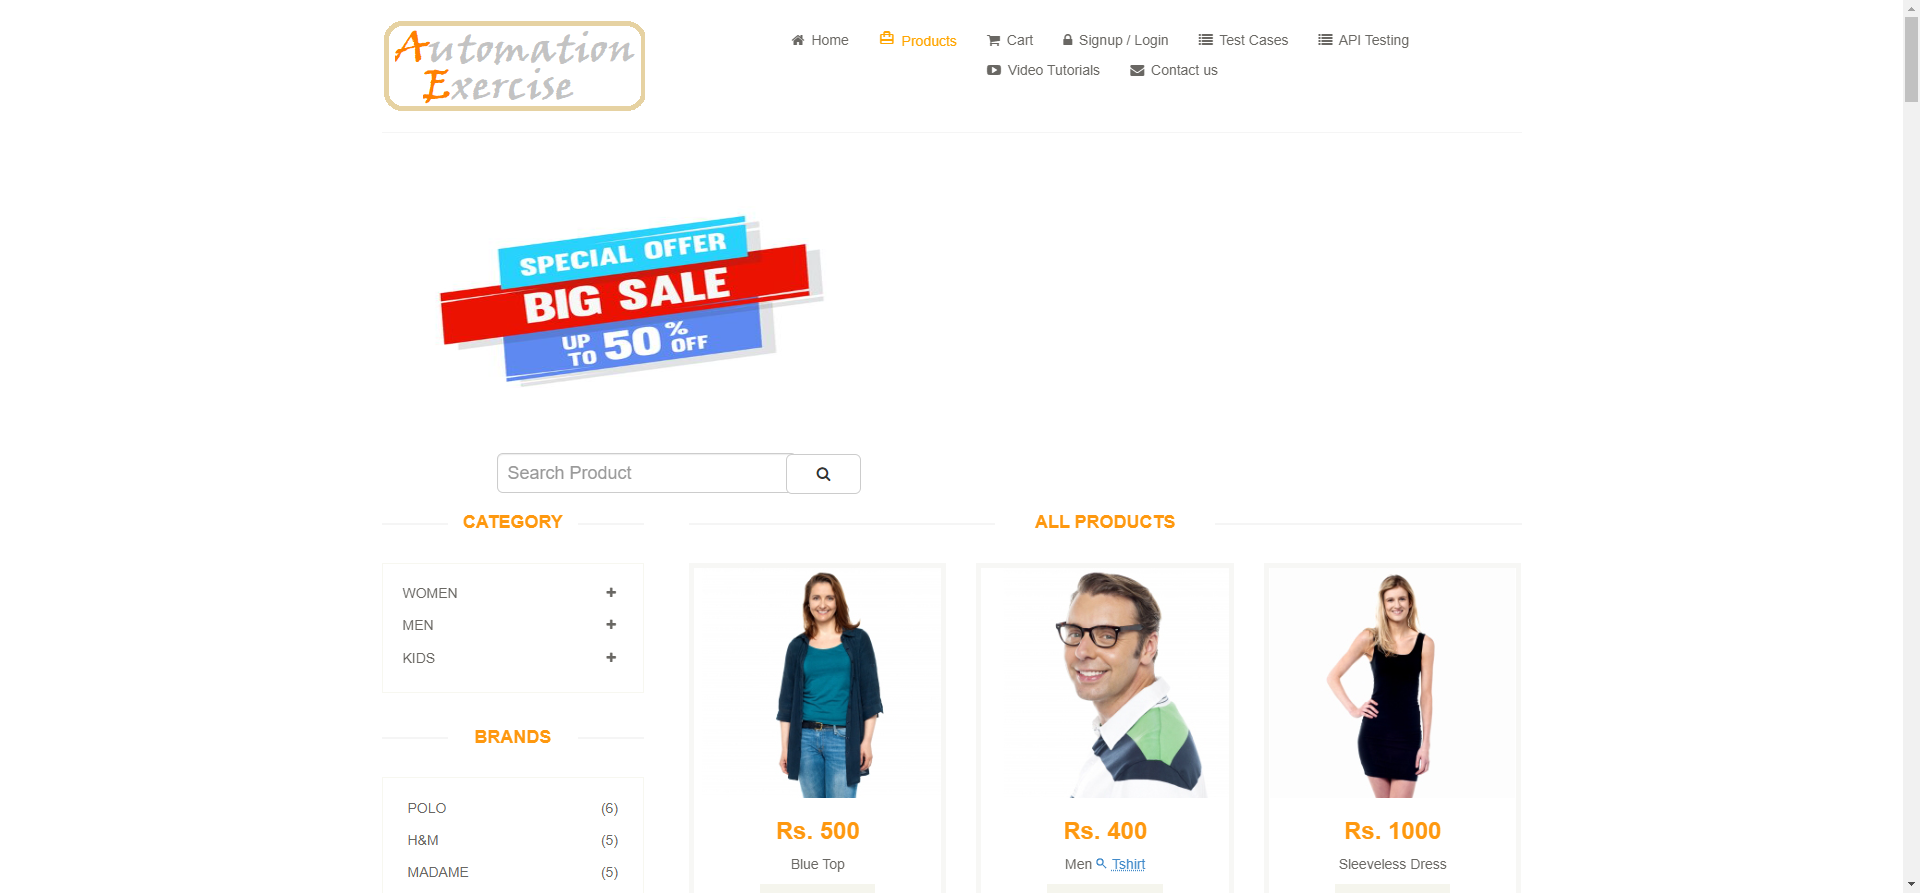 Automation
Exercise
Home
Products
Cart
Signup / Login
Test Cases
API Testing
Video Tutorials
Contact us
SPECIAL OFFER
BIG SALE
UP TO 50% OFF
Search Product
CATEGORY
WOMEN
MEN
KIDS
BRANDS
POLO (6)
H&M (5)
MADAME (5)
ALL PRODUCTS
Rs. 500
Blue Top
Rs. 400
Men Tshirt
Rs. 1000
Sleeveless Dress